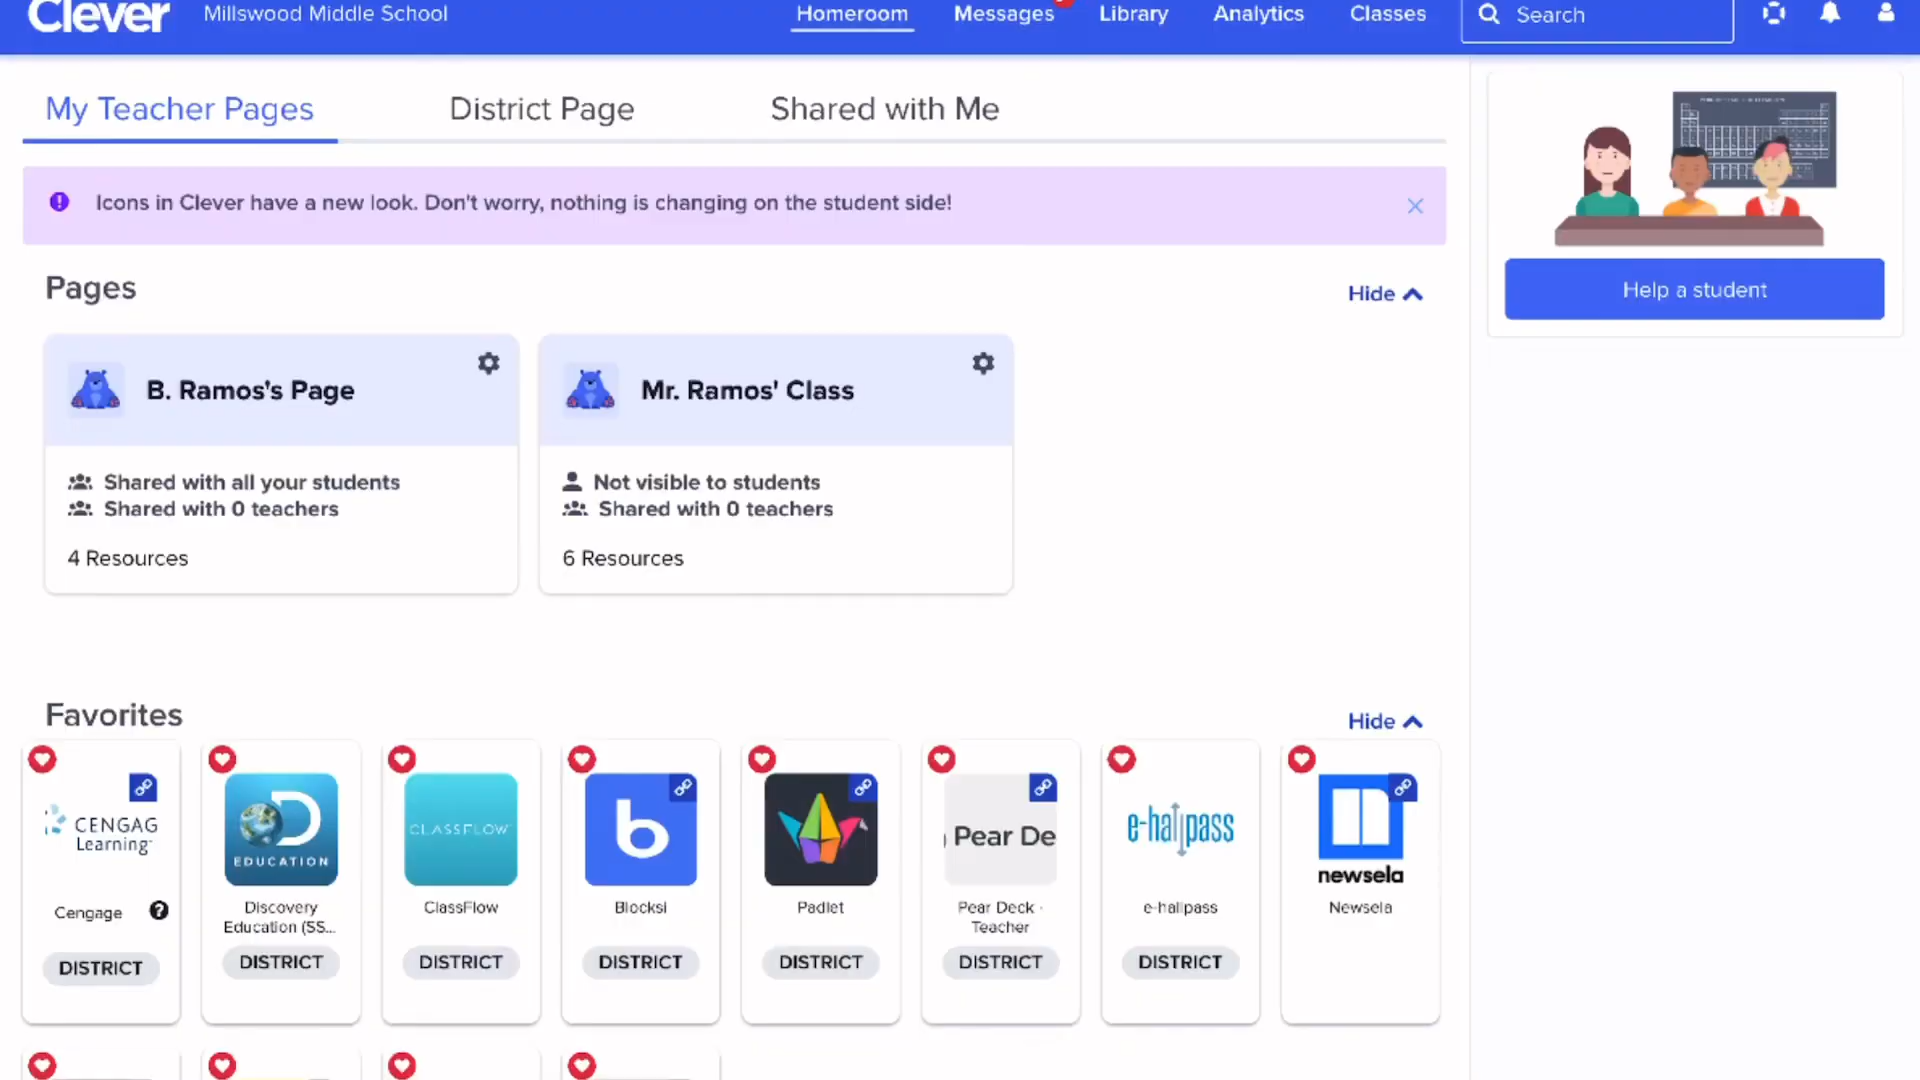 Clever
Millswood Middle School
Homeroom
Messages
Library
Analytics
Classes
Search
My Teacher Pages
District Page
Shared with Me
Icons in Clever have a new look. Don't worry, nothing is changing on the student side!
Help a student
Pages
Hide
B. Ramos's Page
Shared with all your students
Shared with 0 teachers
4 Resources
Mr. Ramos' Class
Not visible to students
Shared with 0 teachers
6 Resources
Favorites
Hide
CENGAG
Learning
Cengage
DISTRICT
EDUCATION
Discovery
Education (SS...
DISTRICT
CLASSFLOW
ClassFlow
DISTRICT
b
Blocksi
DISTRICT
Padlet
DISTRICT
Pear De
Pear Deck -
Teacher
DISTRICT
e-hallpass
e-hallpass
DISTRICT
newsela
Newsela